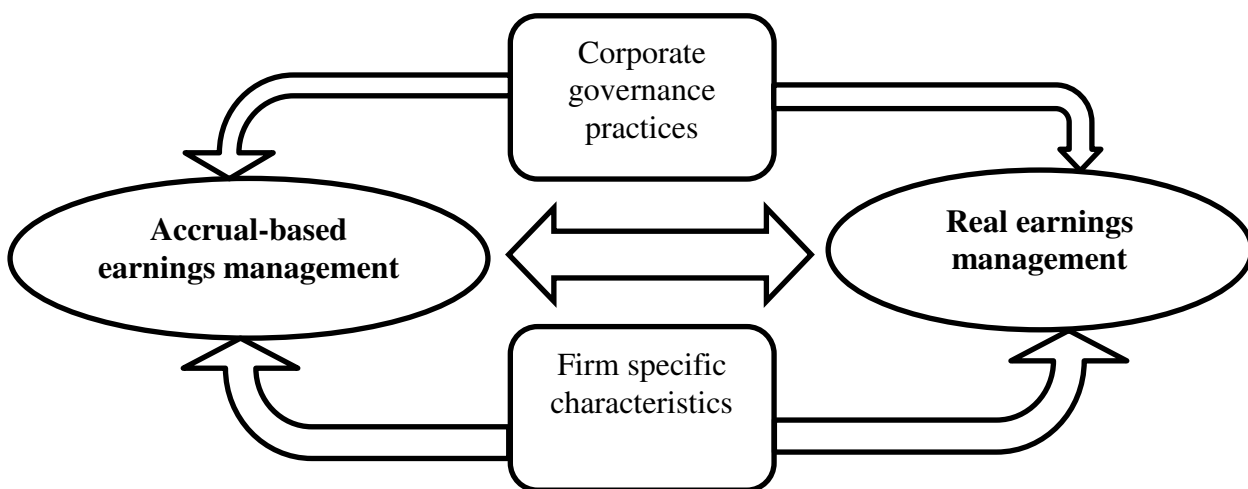 Corporate
governance
practices
Accrual-based
earnings management
Real earnings
management
Firm specific
characteristics